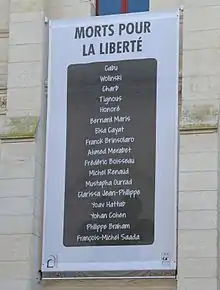 MORTS POUR
LA LIBERTÉ
Cabu
Wolinski
Charb
Tignous
Honoré
Bernard Maris
Elsa Cayat
Franck Brinsolaro
Ahmed Merabet
Frédéric Boisseau
Michel Renaud
Mustapha Ourrad
Clarissa Jean-Philippe
Yoav Hattab
Yohan Cohen
Philippe Braham
François-Michel Saada